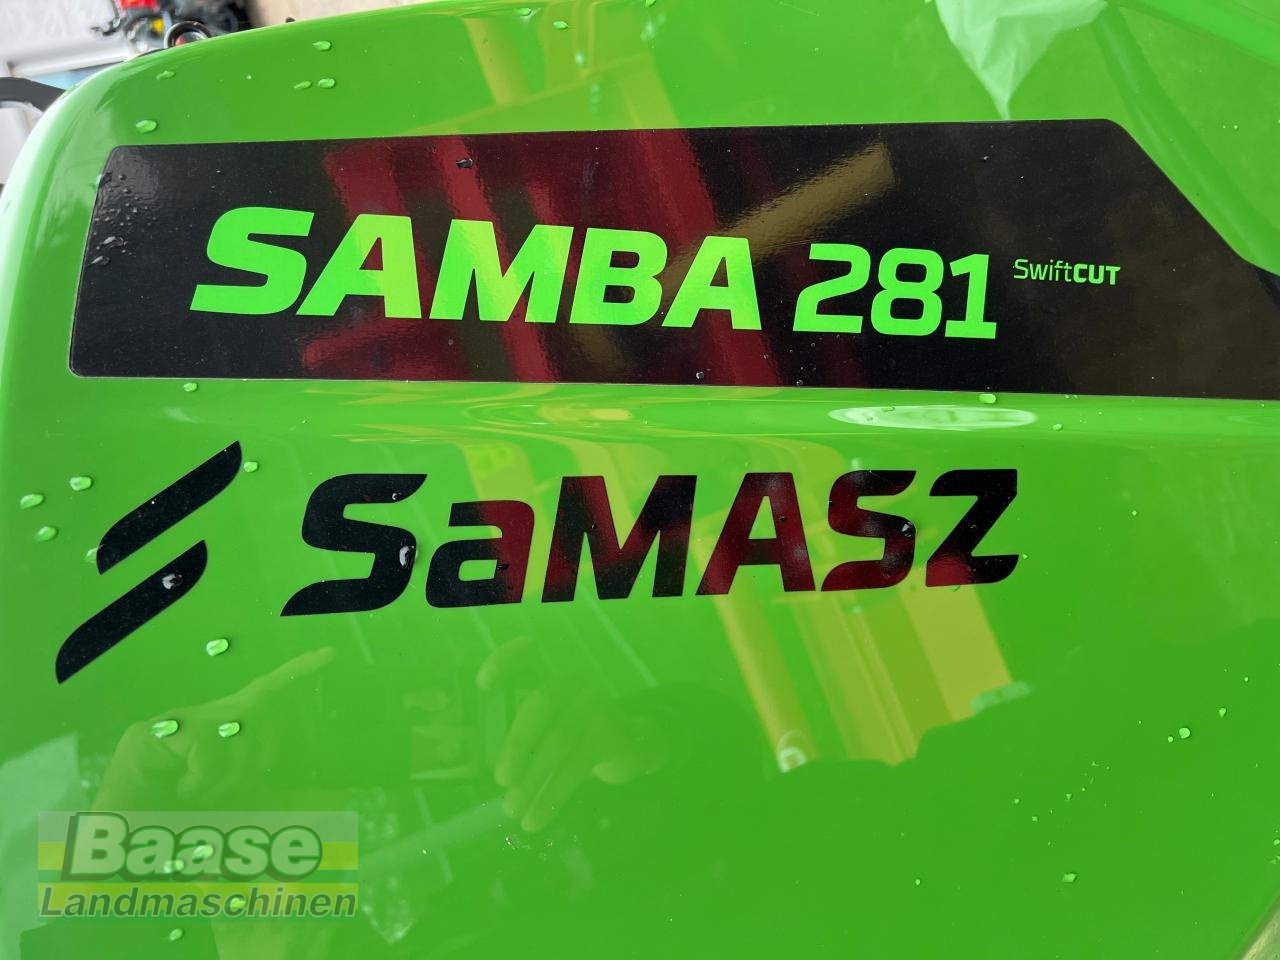 SAMBA 281 SwiftCUT
SaMASZ
Baase
Landmaschinen